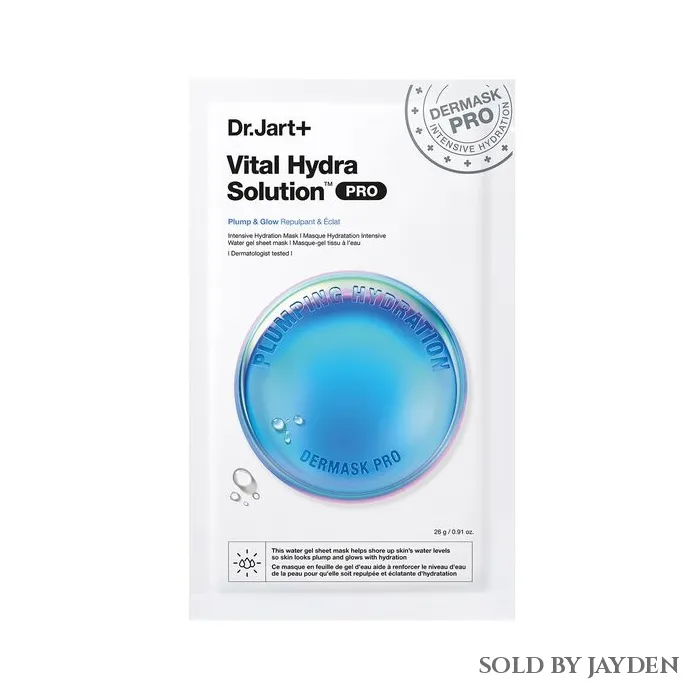 Dr.Jart+
DERMASK
PRO
INTENSIVE HYDRATION
Vital Hydra
Solution™ PRO
Plump & Glow Repulpant & Éclat
Intensive Hydration Mask I Masque Hydratation Intensive
Water gel sheet mask I Masque-gel tissu à l'eau
I Dermatologist tested I
PLUMPING HYDRATION
DERMASK PRO
26 g / 0.91 oz.
This water gel sheet mask helps shore up skin's water levels
so skin looks plump and glows with hydration
Ce masque en feuille de gel d'eau aide à renforcer le niveau d'eau
de la peau pour qu'elle soit repulpée et éclatante d'hydratation
SOLD BY JAYDEN